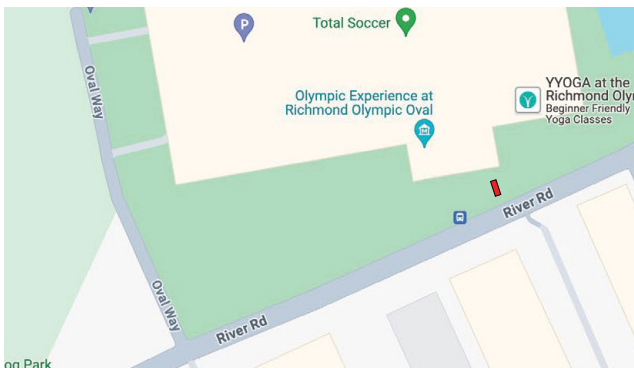 P
Total Soccer
Oval Way
Olympic Experience at
Richmond Olympic Oval
YYOGA at the
Richmond Oly
Beginner Friendly
Yoga Classes
River Rd
Oval Way
River Rd
og Park